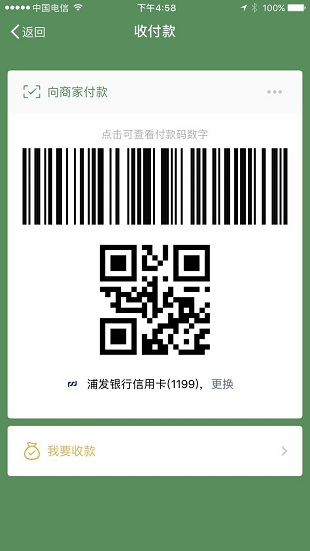 中国电信 下午4:58 100%
返回 收付款
向商家付款
点击可查看付款码数字
浦发银行信用卡(1199)，更换
我要收款